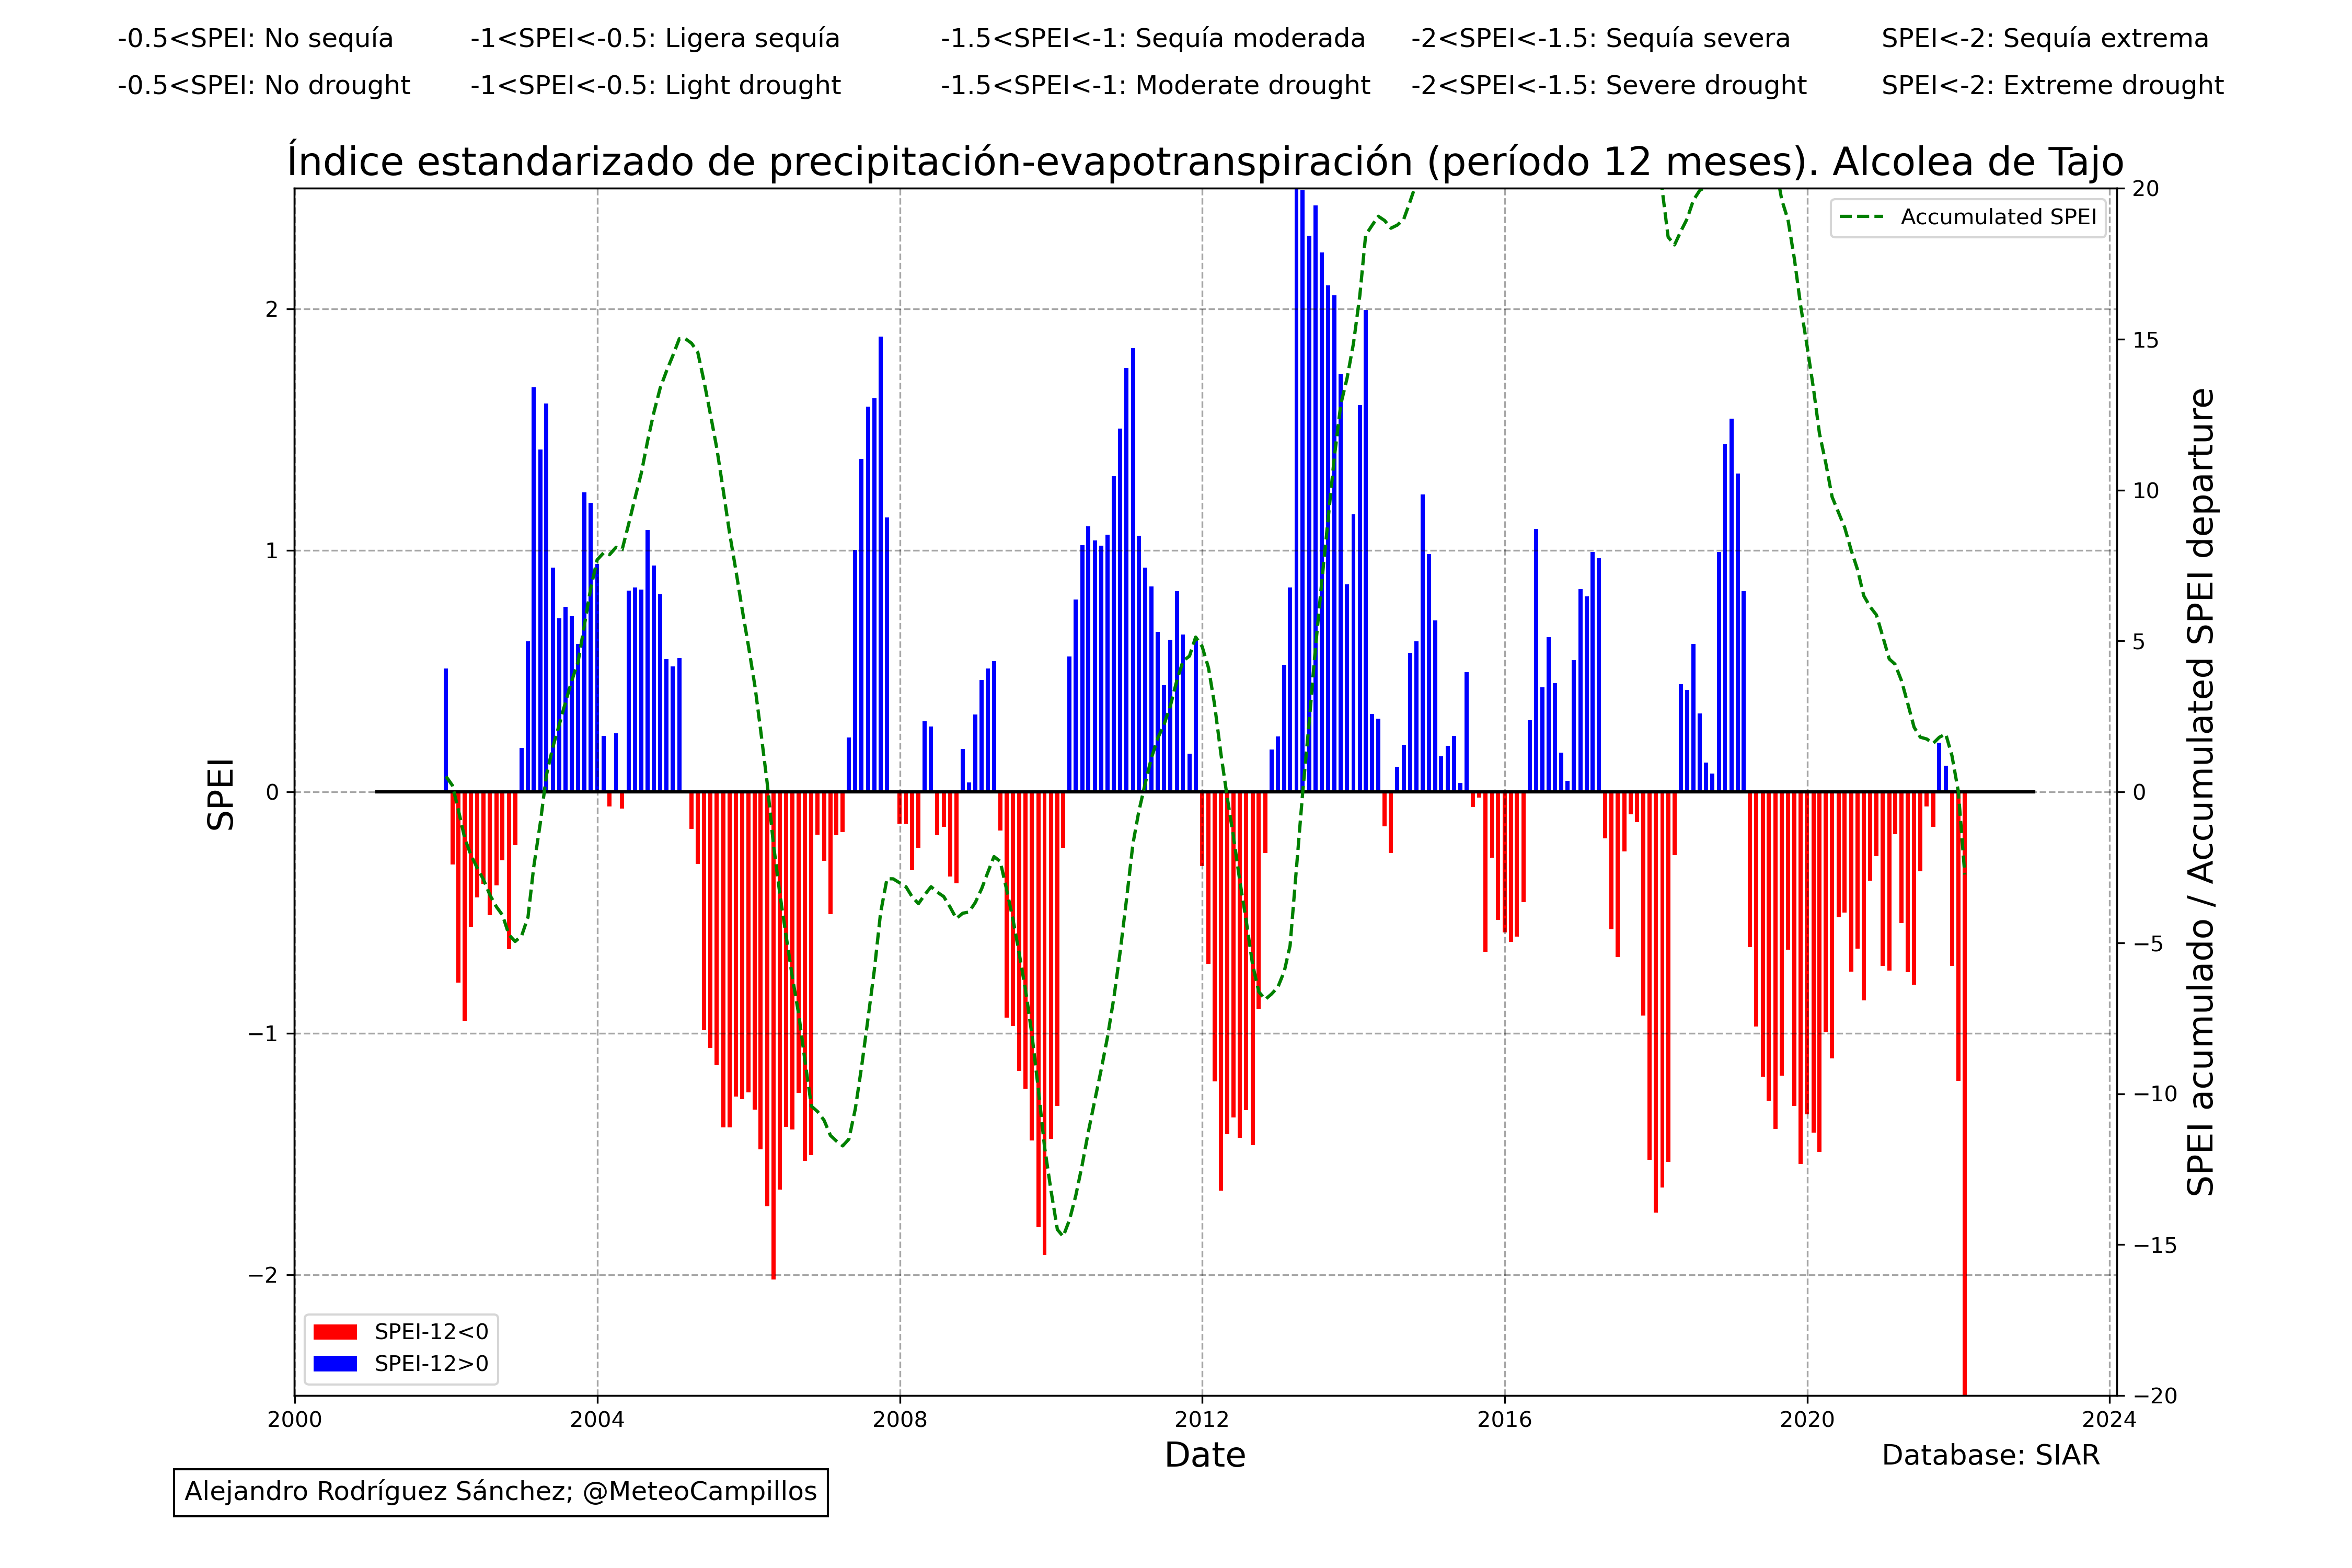 -0.5<SPEI: No sequía -1<SPEI<-0.5: Ligera sequía -1.5<SPEI<-1: Sequía moderada -2<SPEI<-1.5: Sequía severa SPEI<-2: Sequía extrema
-0.5<SPEI: No drought -1<SPEI<-0.5: Light drought -1.5<SPEI<-1: Moderate drought -2<SPEI<-1.5: Severe drought SPEI<-2: Extreme drought
Índice estandarizado de precipitación-evapotranspiración (período 12 meses). Alcolea de Tajo
Accumulated SPEI
SPEI
2
1
0
−1
−2
20
15
10
5
0
−5
−10
−15
−20
SPEI acumulado / Accumulated SPEI departure
SPEI-12<0
SPEI-12>0
2000 2004 2008 2012 2016 2020 2024
Date
Database: SIAR
Alejandro Rodríguez Sánchez; @MeteoCampillos